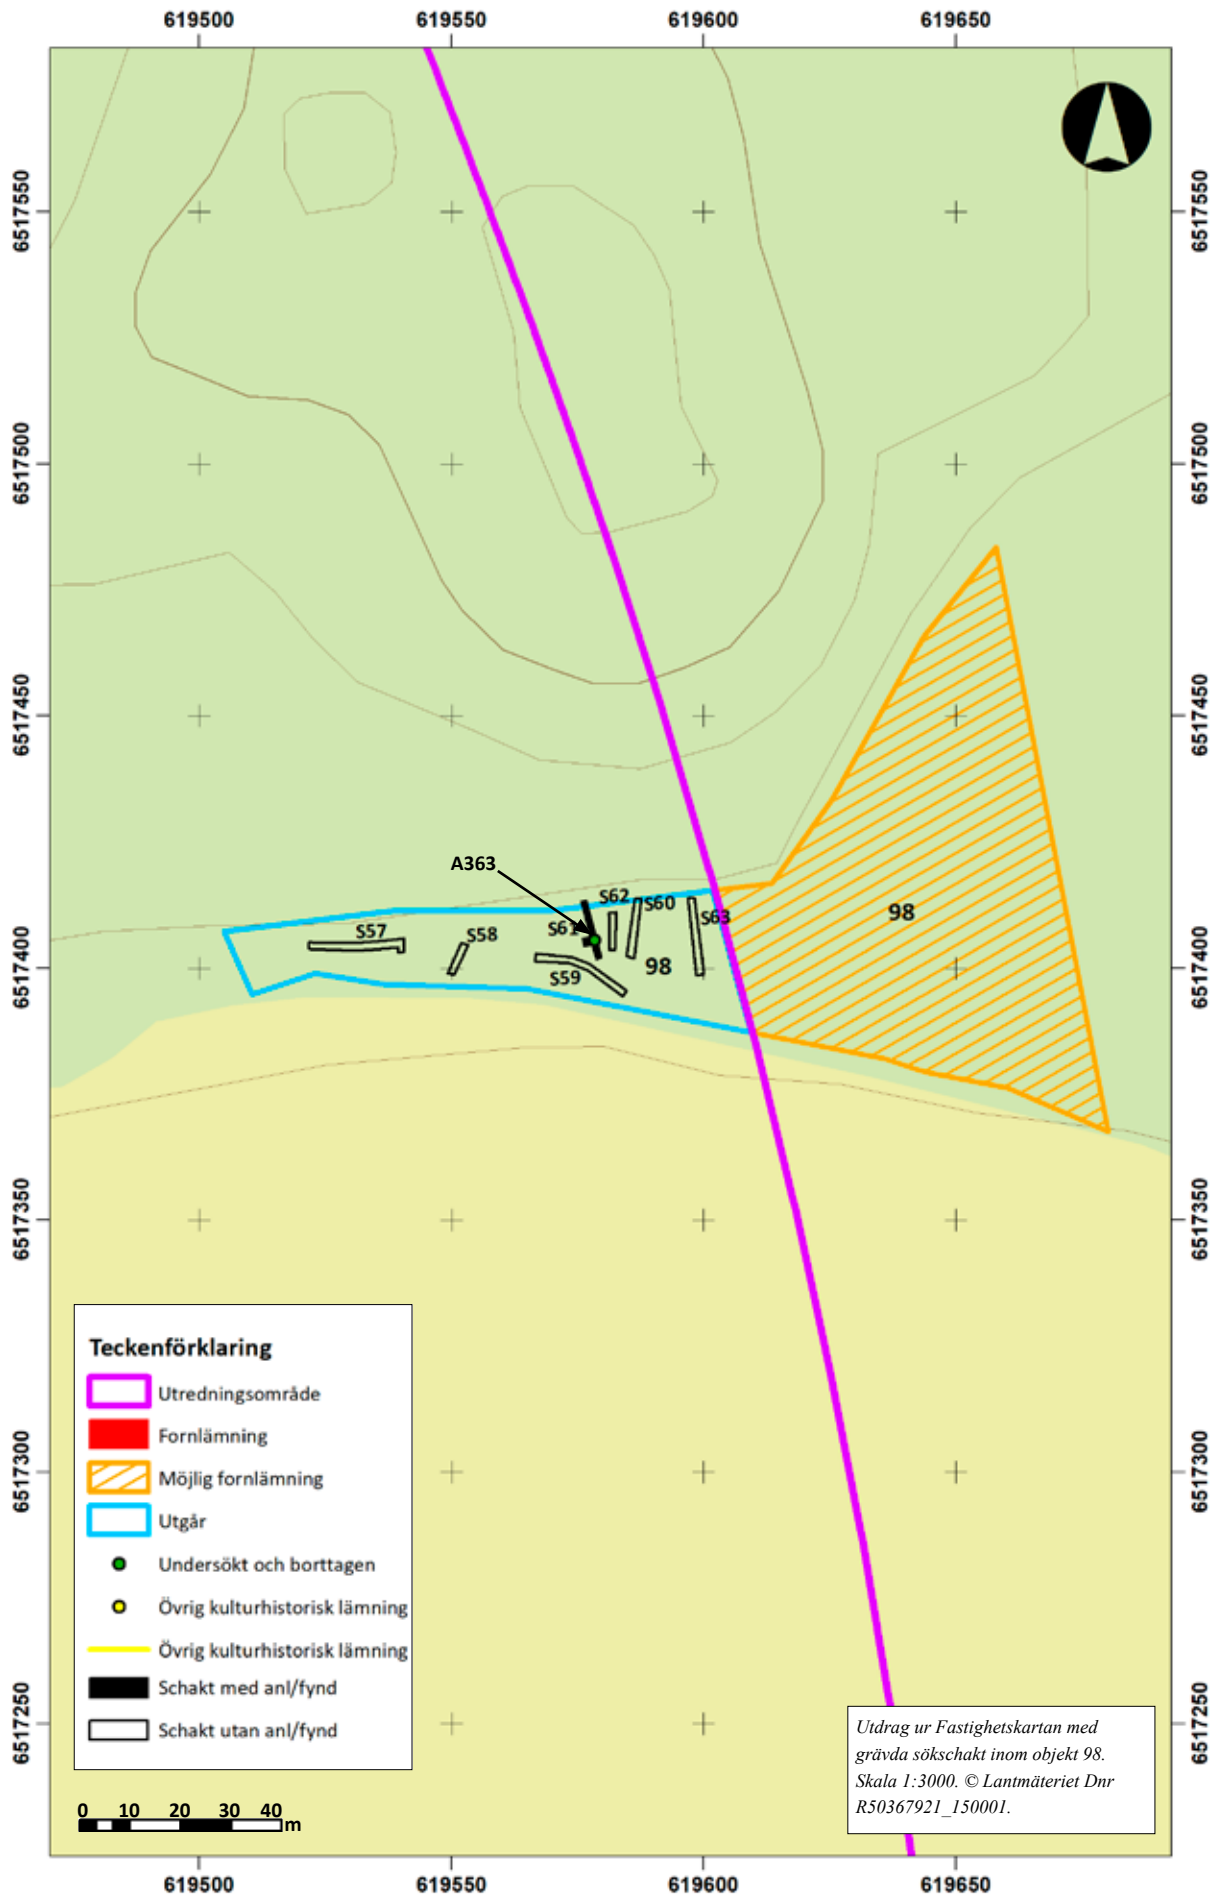 619500
619550
619600
619650
6517550
6517550
6517500
6517500
6517450
6517450
A363
S62
S60
S63
98
S61
S57
S58
S59
98
6517400
6517400
6517350
6517350
Teckenförklaring
Utredningsområde
Fornlämning
Möjlig fornlämning
Utgår
Undersökt och borttagen
Övrig kulturhistorisk lämning
Övrig kulturhistorisk lämning
Schakt med anl/fynd
Schakt utan anl/fynd
6517300
6517300
6517250
6517250
Utdrag ur Fastighetskartan med
grävda sökschakt inom objekt 98.
Skala 1:3000. © Lantmäteriet Dnr
R50367921_150001.
0 10 20 30 40
m
619500
619550
619600
619650